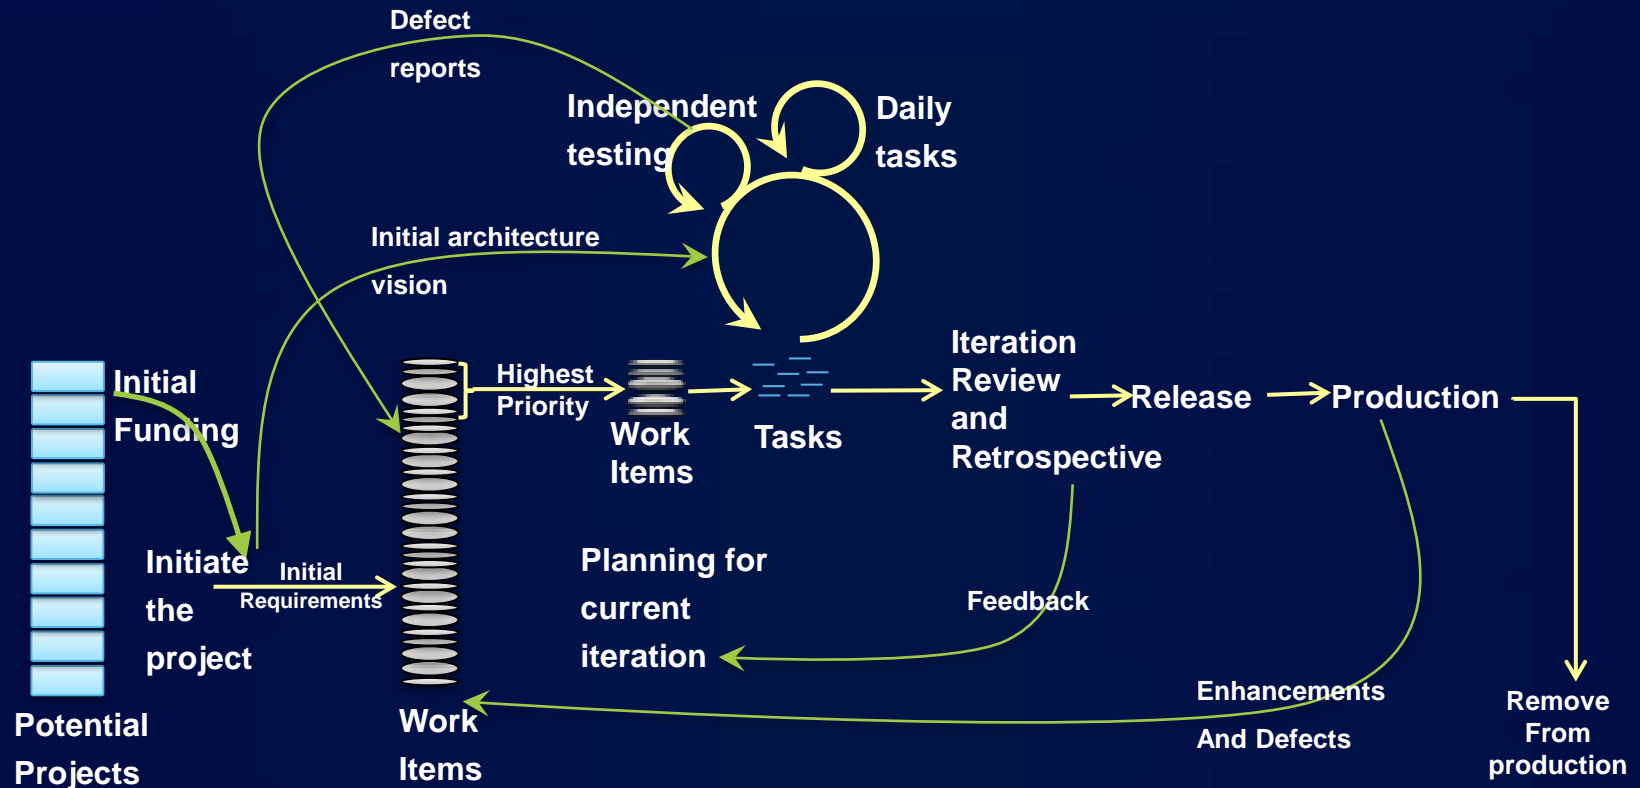 Defect
reports
Independent
testing
Daily
tasks
Initial architecture
vision
Initial
Funding
Highest
Priority
Work
Items
Tasks
Iteration
Review
and
Retrospective
Release
Production
Initiate
the
project
Initial
Requirements
Planning for
current
iteration
Feedback
Enhancements
And Defects
Remove
From
production
Potential
Projects
Work
Items